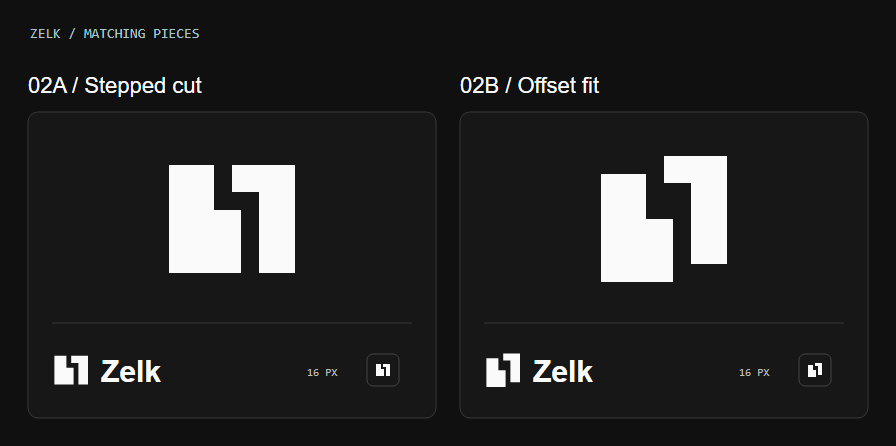 ZELK / MATCHING PIECES
02A / Stepped cut
02B / Offset fit
Zelk
16 PX
Zelk
16 PX